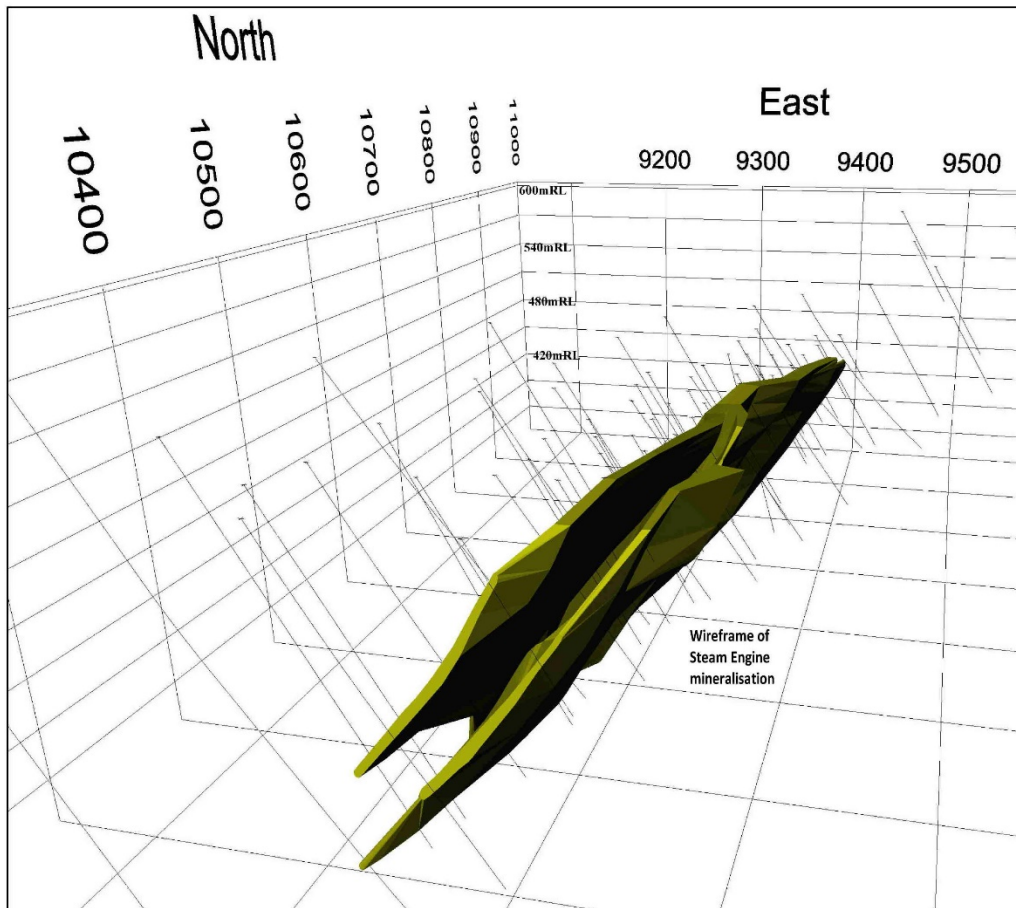 North
10400
10500
10600
10700
10800
10900
11000
East
9200
9300
9400
9500
600mRL
540mRL
480mRL
420mRL
Wireframe of
Steam Engine
mineralisation